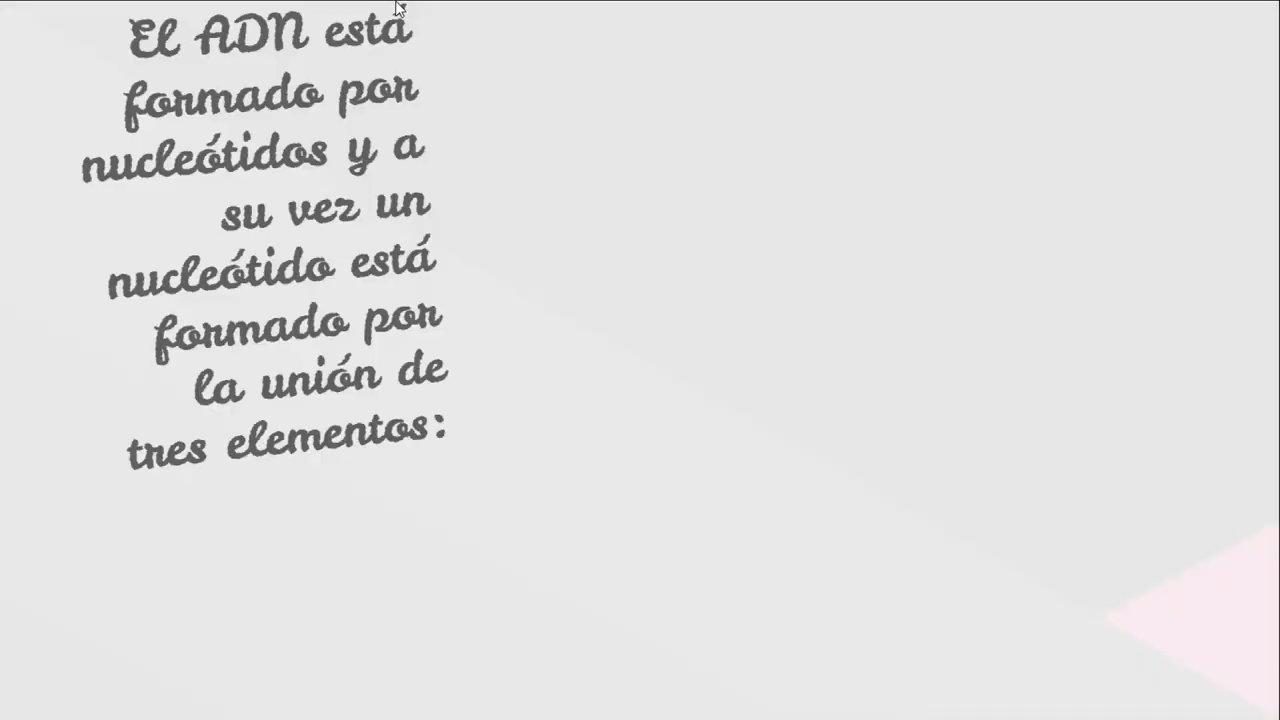 El ADN está
formado por
nucleótidos y a
su vez un
nucleótido está
formado por
la unión de
tres elementos: